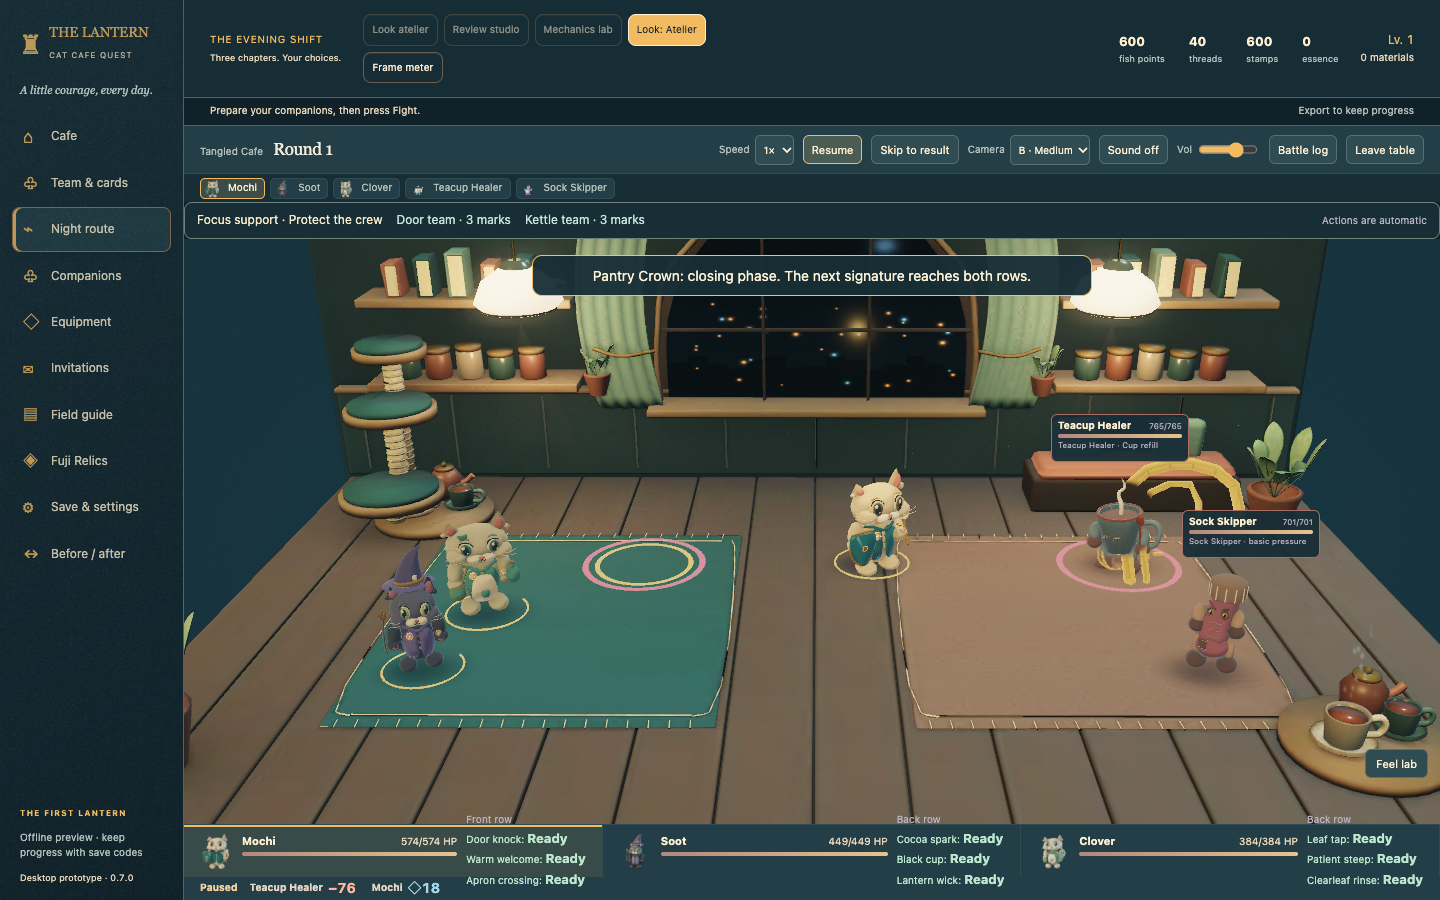 THE LANTERN
CAT CAFE QUEST
A little courage, every day.
Cafe
Team & cards
Night route
Companions
Equipment
Invitations
Field guide
Fuji Relics
Save & settings
Before / after
THE FIRST LANTERN
Offline preview · keep
progress with save codes
Desktop prototype · 0.7.0
THE EVENING SHIFT
Three chapters. Your choices.
Look atelier
Review studio
Mechanics lab
Look: Atelier
Frame meter
600 fish points
40 threads
600 stamps
0 essence
Lv. 1
0 materials
Prepare your companions, then press Fight.
Export to keep progress
Tangled Cafe Round 1
Speed 1x
Resume
Skip to result
Camera B · Medium
Sound off
Vol
Battle log
Leave table
Mochi
Soot
Clover
Teacup Healer
Sock Skipper
Focus support · Protect the crew Door team · 3 marks Kettle team · 3 marks
Actions are automatic
Pantry Crown: closing phase. The next signature reaches both rows.
Teacup Healer 765/765
Teacup Healer · Cup refill
Sock Skipper 701/701
Sock Skipper · basic pressure
Feel lab
Mochi 574/574 HP
Front row
Door knock: Ready
Warm welcome: Ready
Apron crossing: Ready
Soot 449/449 HP
Back row
Cocoa spark: Ready
Black cup: Ready
Lantern wick: Ready
Clover 384/384 HP
Back row
Leaf tap: Ready
Patient steep: Ready
Clearleaf rinse: Ready
Paused Teacup Healer −76 Mochi ◇18